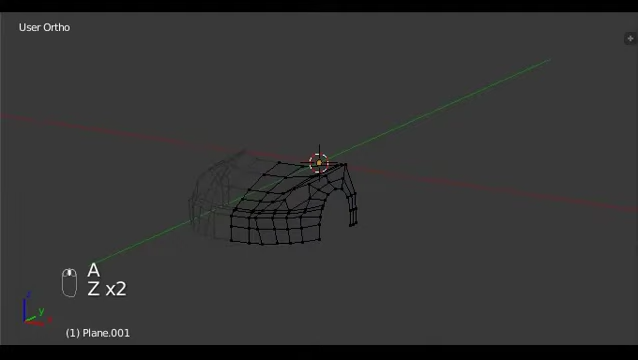 User Ortho
A
Z x2
z
y
(1) Plane.001